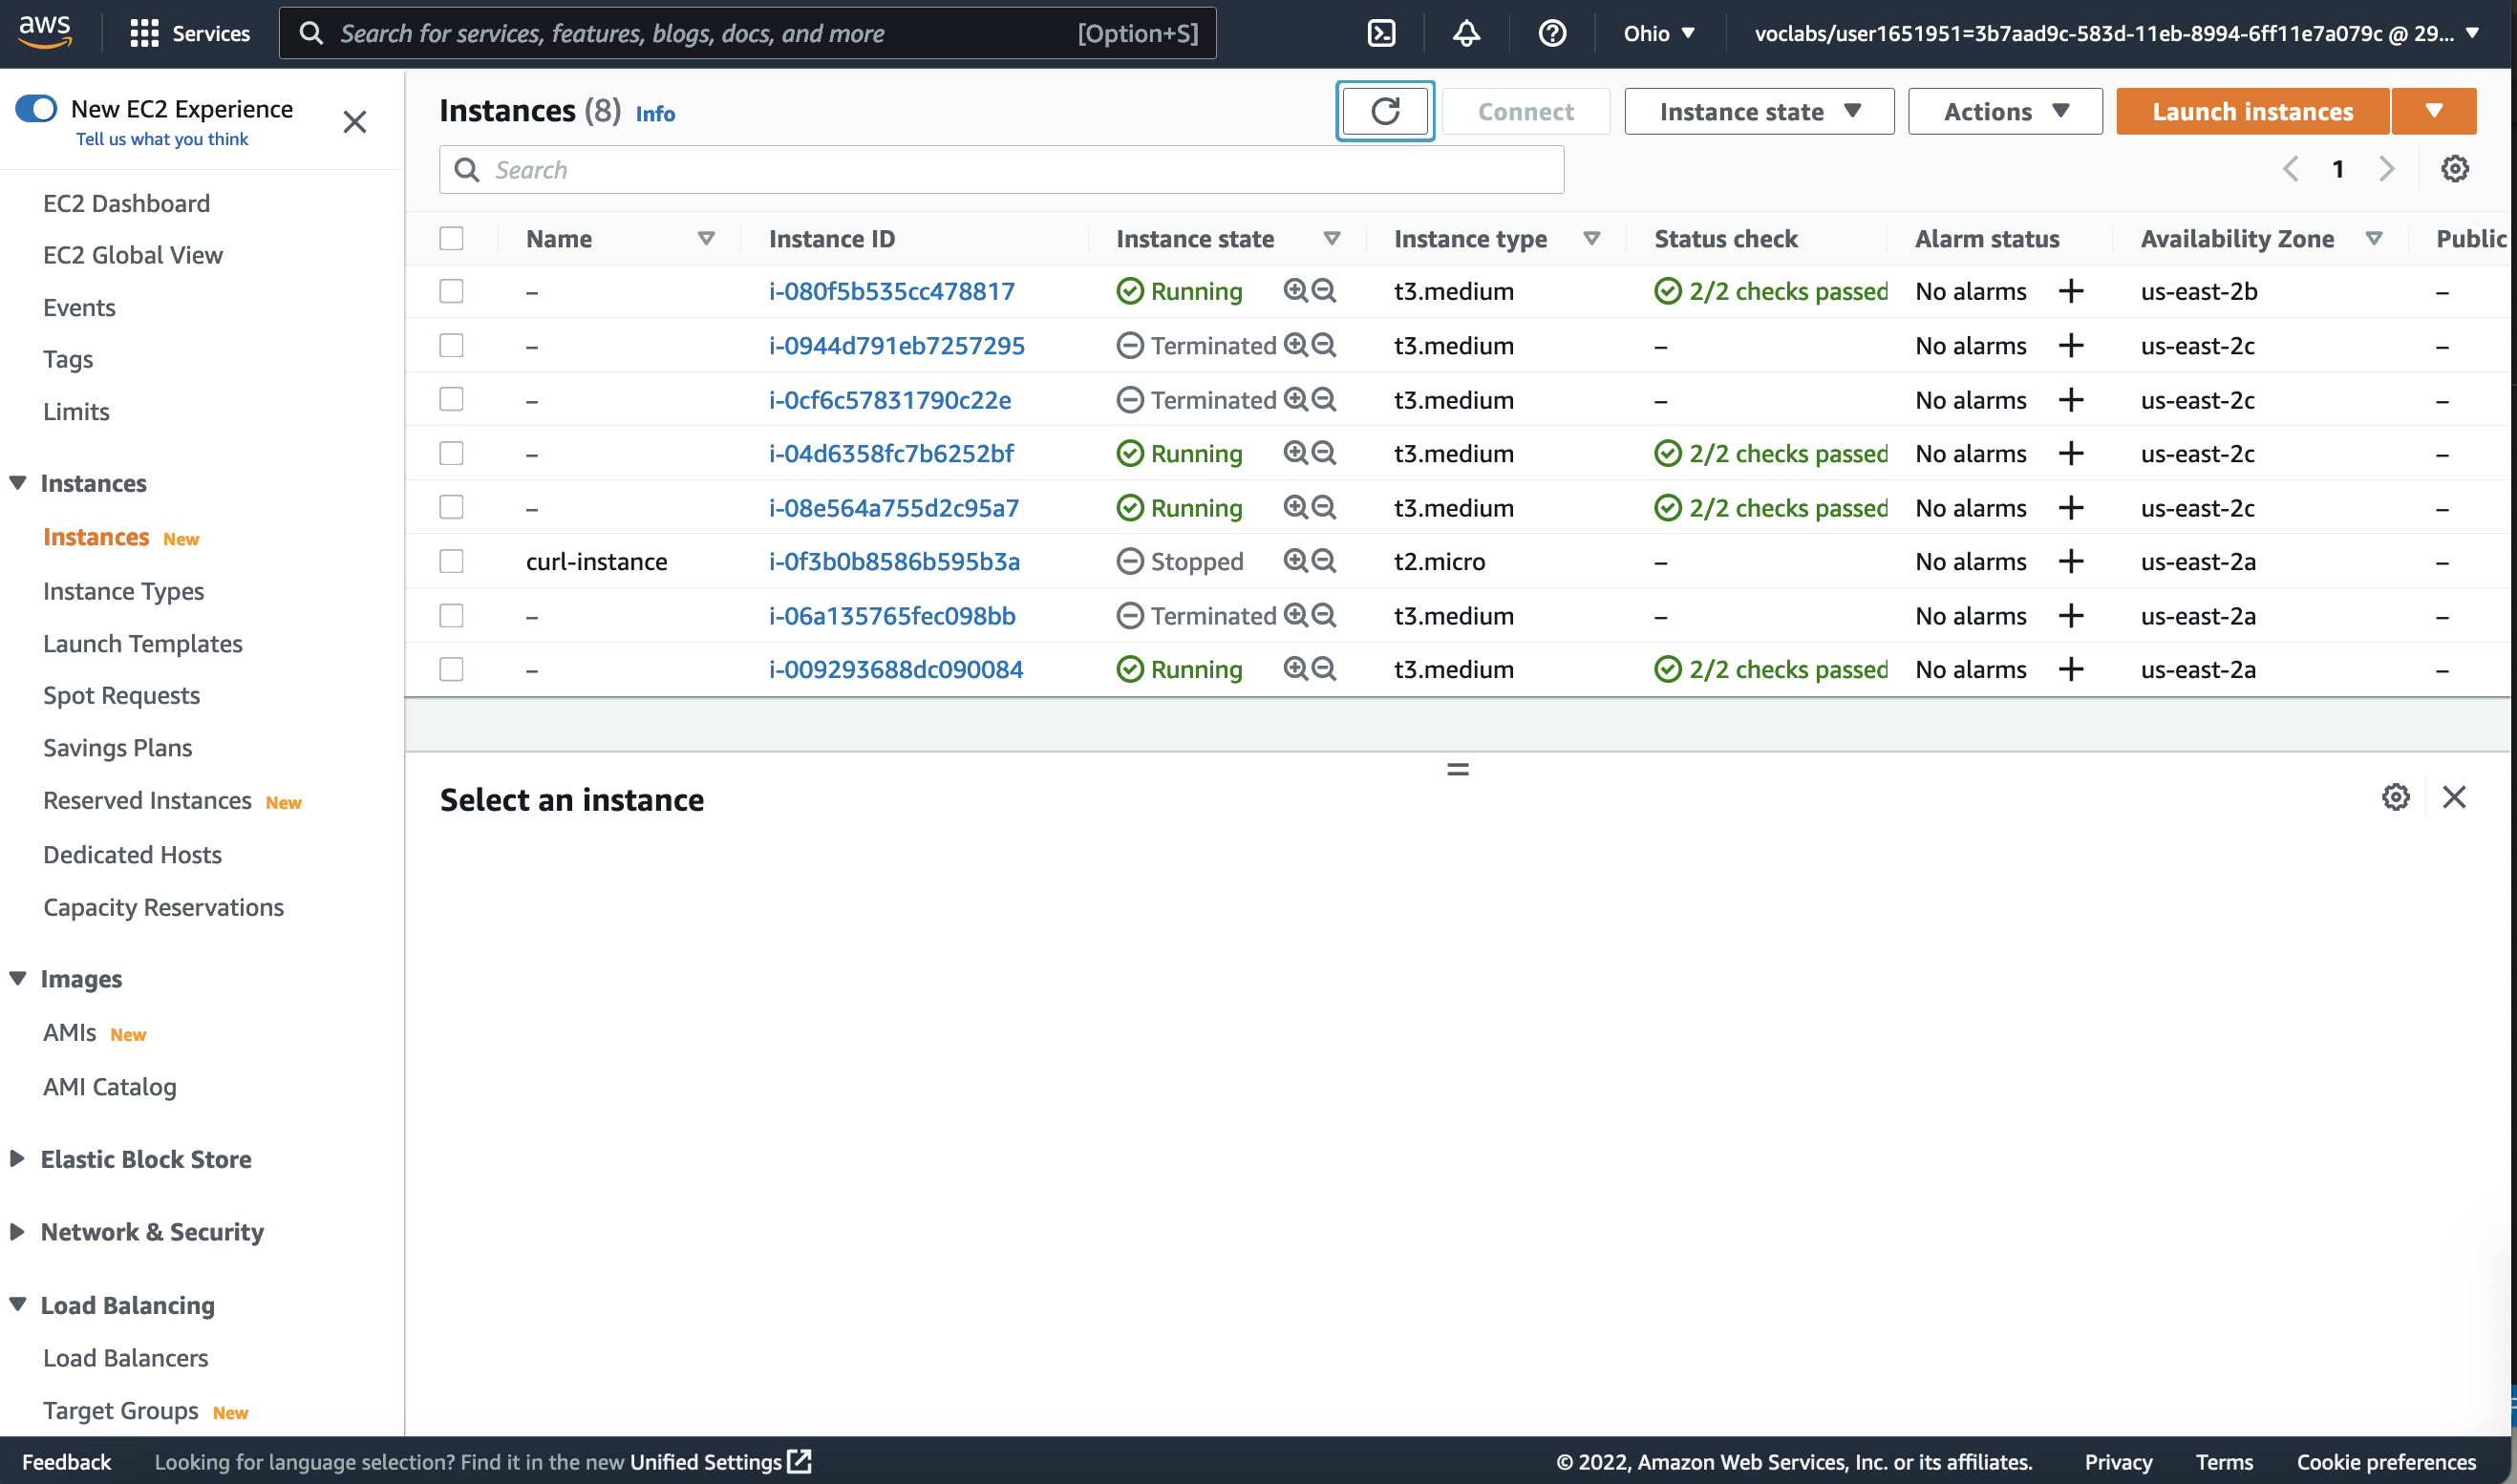 aws Services Search for services, features, blogs, docs, and more [Option+S] Ohio voclabs/user1651951=3b7aad9c-583d-11eb-8994-6ff11e7a079c @ 29...
New EC2 Experience
Tell us what you think
EC2 Dashboard
EC2 Global View
Events
Tags
Limits
Instances
Instances New
Instance Types
Launch Templates
Spot Requests
Savings Plans
Reserved Instances New
Dedicated Hosts
Capacity Reservations
Images
AMIs New
AMI Catalog
Elastic Block Store
Network & Security
Load Balancing
Load Balancers
Target Groups New
Instances (8) Info Connect Instance state Actions Launch instances
Search 1
Name Instance ID Instance state Instance type Status check Alarm status Availability Zone Public
– i-080f5b535cc478817 Running t3.medium 2/2 checks passed No alarms + us-east-2b –
– i-0944d791eb7257295 Terminated t3.medium – No alarms + us-east-2c –
– i-0cf6c57831790c22e Terminated t3.medium – No alarms + us-east-2c –
– i-04d6358fc7b6252bf Running t3.medium 2/2 checks passed No alarms + us-east-2c –
– i-08e564a755d2c95a7 Running t3.medium 2/2 checks passed No alarms + us-east-2c –
curl-instance i-0f3b0b8586b595b3a Stopped t2.micro – No alarms + us-east-2a –
– i-06a135765fec098bb Terminated t3.medium – No alarms + us-east-2a –
– i-009293688dc090084 Running t3.medium 2/2 checks passed No alarms + us-east-2a –
Select an instance
Feedback Looking for language selection? Find it in the new Unified Settings © 2022, Amazon Web Services, Inc. or its affiliates. Privacy Terms Cookie preferences